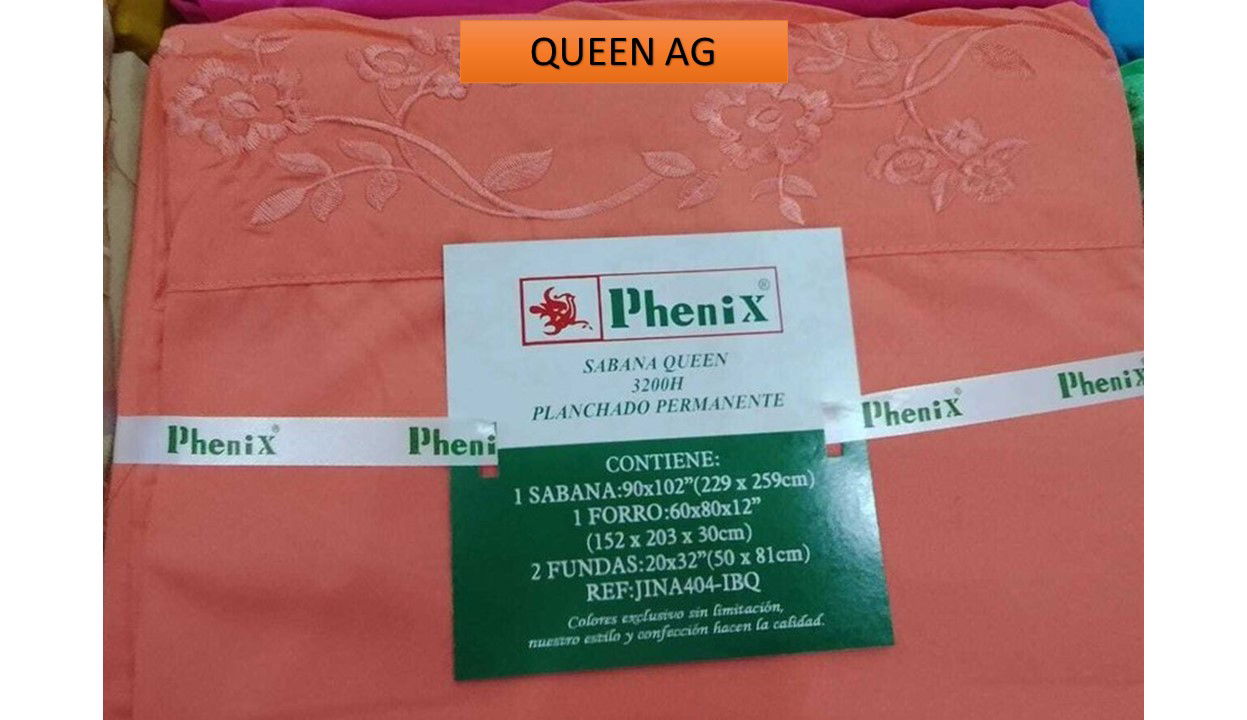 QUEEN AG
PheniX®
SABANA QUEEN
3200H
PLANCHADO PERMANENTE
PheniX® Pheni
PheniX® PheniX
CONTIENE:
1 SABANA:90x102”(229 x 259cm)
1 FORRO:60x80x12”
(152 x 203 x 30cm)
2 FUNDAS:20x32”(50 x 81cm)
REF:JINA404-IBQ
Colores exclusivo sin limitación,
nuestro estilo y confección hacen la calidad.